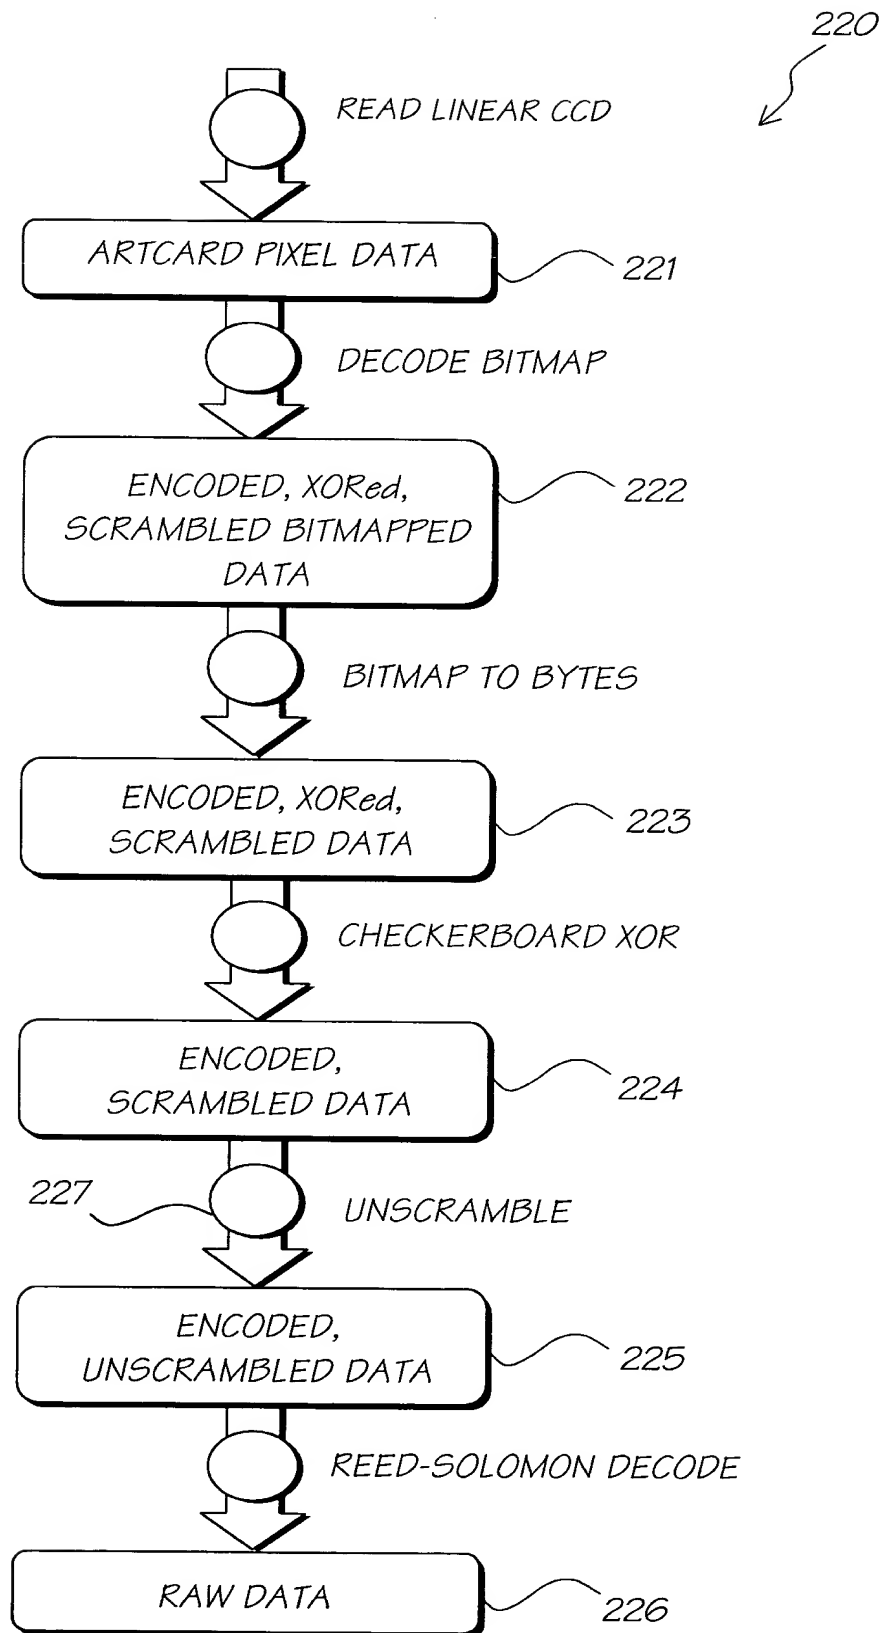 220
READ LINEAR CCD
ARTCARD PIXEL DATA
221
DECODE BITMAP
ENCODED, XORed,
SCRAMBLED BITMAPPED
DATA
222
BITMAP TO BYTES
ENCODED, XORed,
SCRAMBLED DATA
223
CHECKERBOARD XOR
ENCODED,
SCRAMBLED DATA
224
227
UNSCRAMBLE
ENCODED,
UNSCRAMBLED DATA
225
REED-SOLOMON DECODE
RAW DATA
226